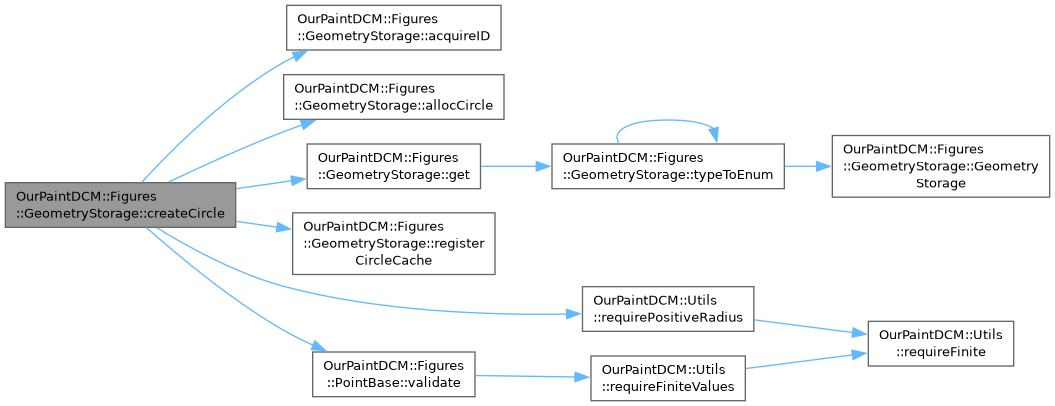 OurPaintDCM::Figures
::GeometryStorage::acquireID
OurPaintDCM::Figures
::GeometryStorage::allocCircle
OurPaintDCM::Figures
::GeometryStorage::get
OurPaintDCM::Figures
::GeometryStorage::typeToEnum
OurPaintDCM::Figures
::GeometryStorage::Geometry
Storage
OurPaintDCM::Figures
::GeometryStorage::createCircle
OurPaintDCM::Figures
::GeometryStorage::register
CircleCache
OurPaintDCM::Utils
::requirePositiveRadius
OurPaintDCM::Utils
::requireFinite
OurPaintDCM::Figures
::PointBase::validate
OurPaintDCM::Utils
::requireFiniteValues